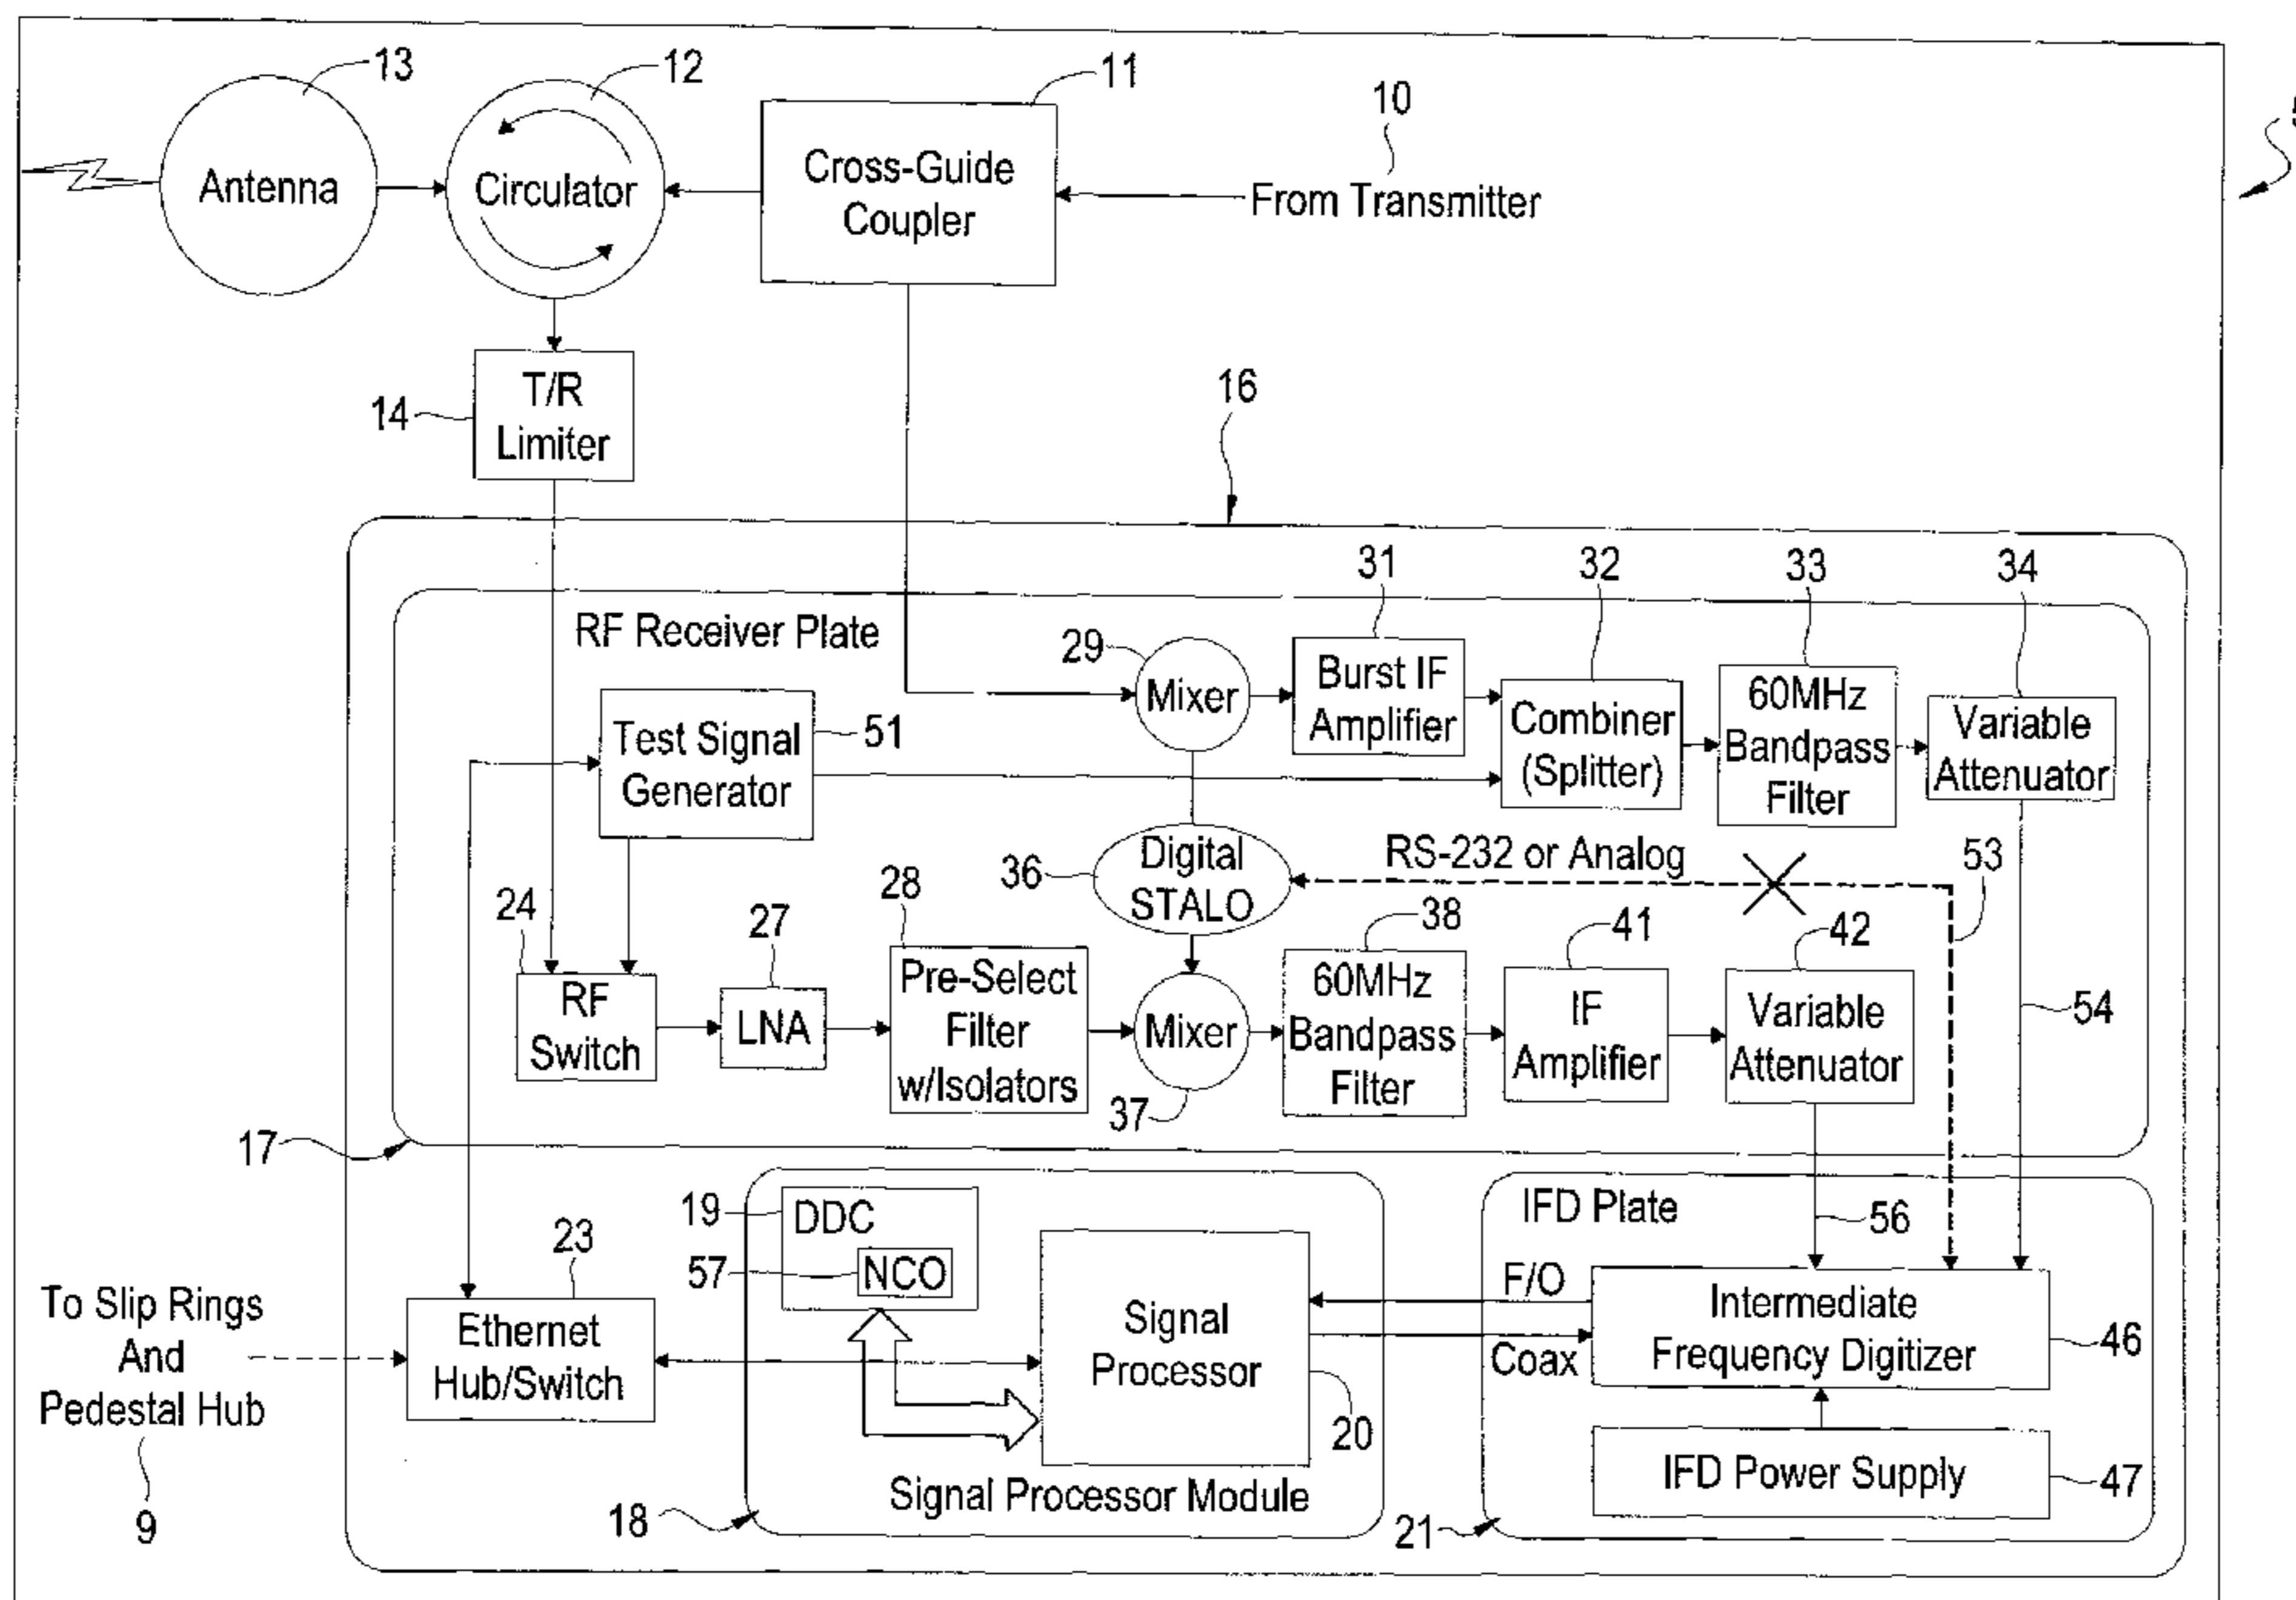 13
12
11
10
Antenna
Circulator
Cross-Guide
Coupler
From Transmitter
14
T/R
Limiter
16
RF Receiver Plate
31
32
33
34
29
Mixer
Burst IF
Amplifier
Combiner
(Splitter)
60MHz
Bandpass
Filter
Variable
Attenuator
Test Signal
Generator
51
36
Digital
STALO
RS-232 or Analog
53
24
27
28
38
41
42
RF
Switch
LNA
Pre-Select
Filter
w/Isolators
Mixer
37
60MHz
Bandpass
Filter
IF
Amplifier
Variable
Attenuator
54
17
19
DDC
57
NCO
IFD Plate
56
23
To Slip Rings
And
Pedestal Hub
9
Ethernet
Hub/Switch
Signal
Processor
20
F/O
Coax
Intermediate
Frequency Digitizer
46
IFD Power Supply
47
Signal Processor Module
18
21